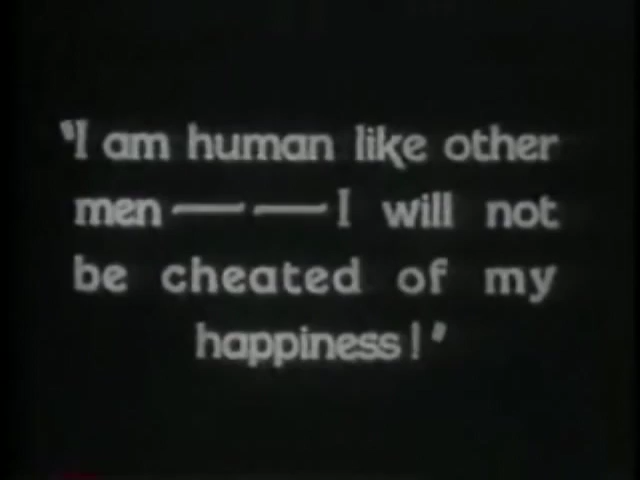 "I am human like other
men — — I will not
be cheated of my
happiness!"